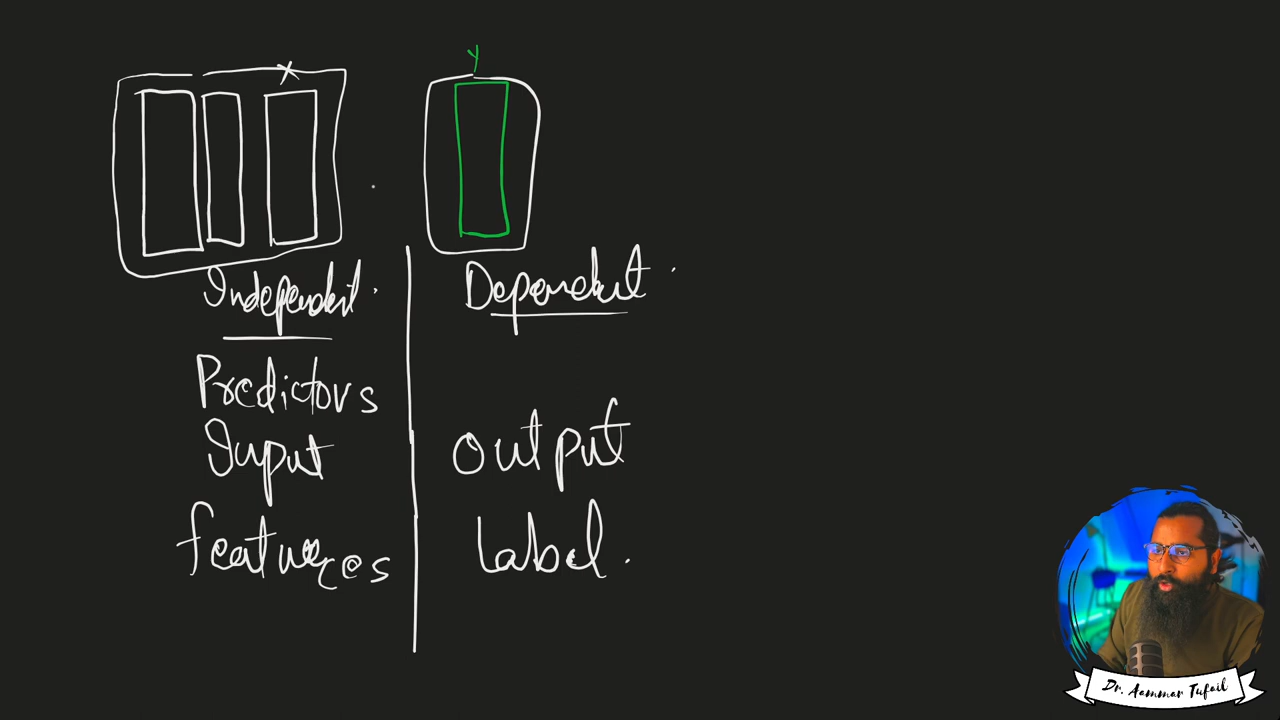 X
Y
Independent.
Dependent.
Predictors
Input
Output
features
Label.
Dr. Aammar Tufail